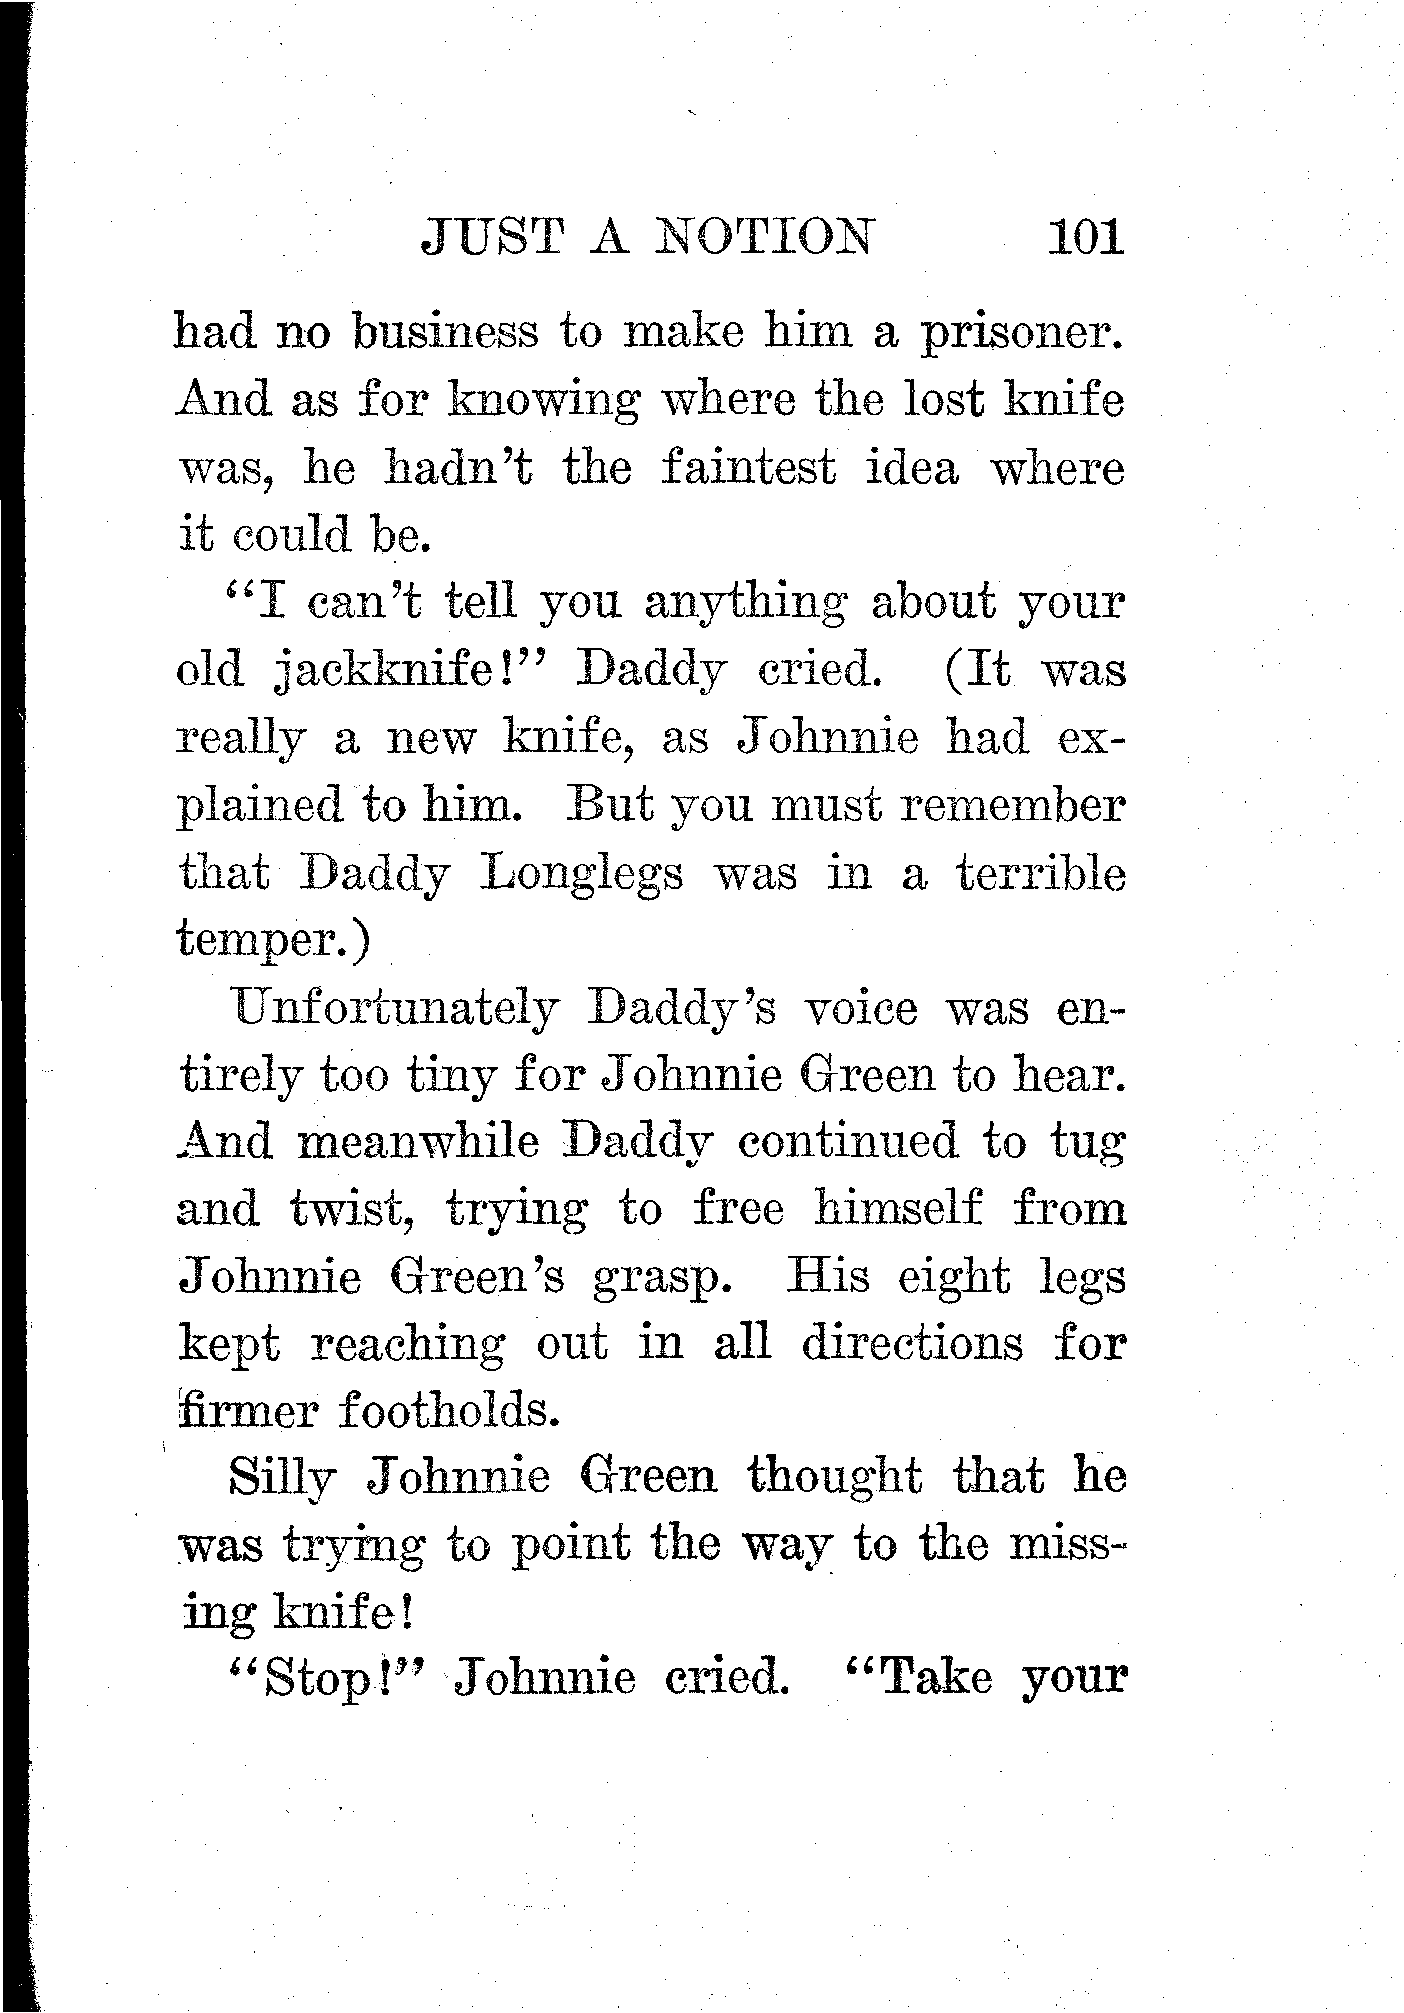 JUST A NOTION 101
had no business to make him a prisoner.
And as for knowing where the lost knife
was, he hadn't the faintest idea where
it could be.
"I can't tell you anything about your
old jackknife!" Daddy cried. (It was
really a new knife, as Johnnie had ex-
plained to him. But you must remember
that Daddy Longlegs was in a terrible
temper.)
Unfortunately Daddy's voice was en-
tirely too tiny for Johnnie Green to hear.
And meanwhile Daddy continued to tug
and twist, trying to free himself from
Johnnie Green's grasp. His eight legs
kept reaching out in all directions for
firmer footholds.
Silly Johnnie Green thought that he
was trying to point the way to the miss-
ing knife!
"Stop!" Johnnie cried. "Take your